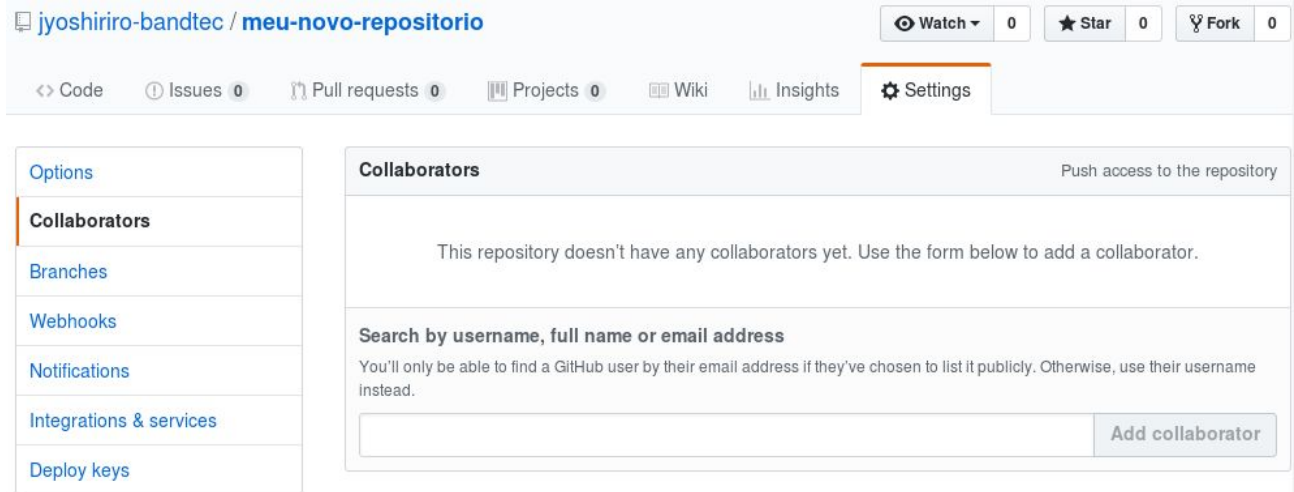 jyoshiriro-bandtec / meu-novo-repositorio
Watch 0 Star 0 Fork 0
Code Issues 0 Pull requests 0 Projects 0 Wiki Insights Settings
Options
Collaborators
Branches
Webhooks
Notifications
Integrations & services
Deploy keys
Collaborators Push access to the repository
This repository doesn't have any collaborators yet. Use the form below to add a collaborator.
Search by username, full name or email address
You'll only be able to find a GitHub user by their email address if they've chosen to list it publicly. Otherwise, use their username
instead.
Add collaborator